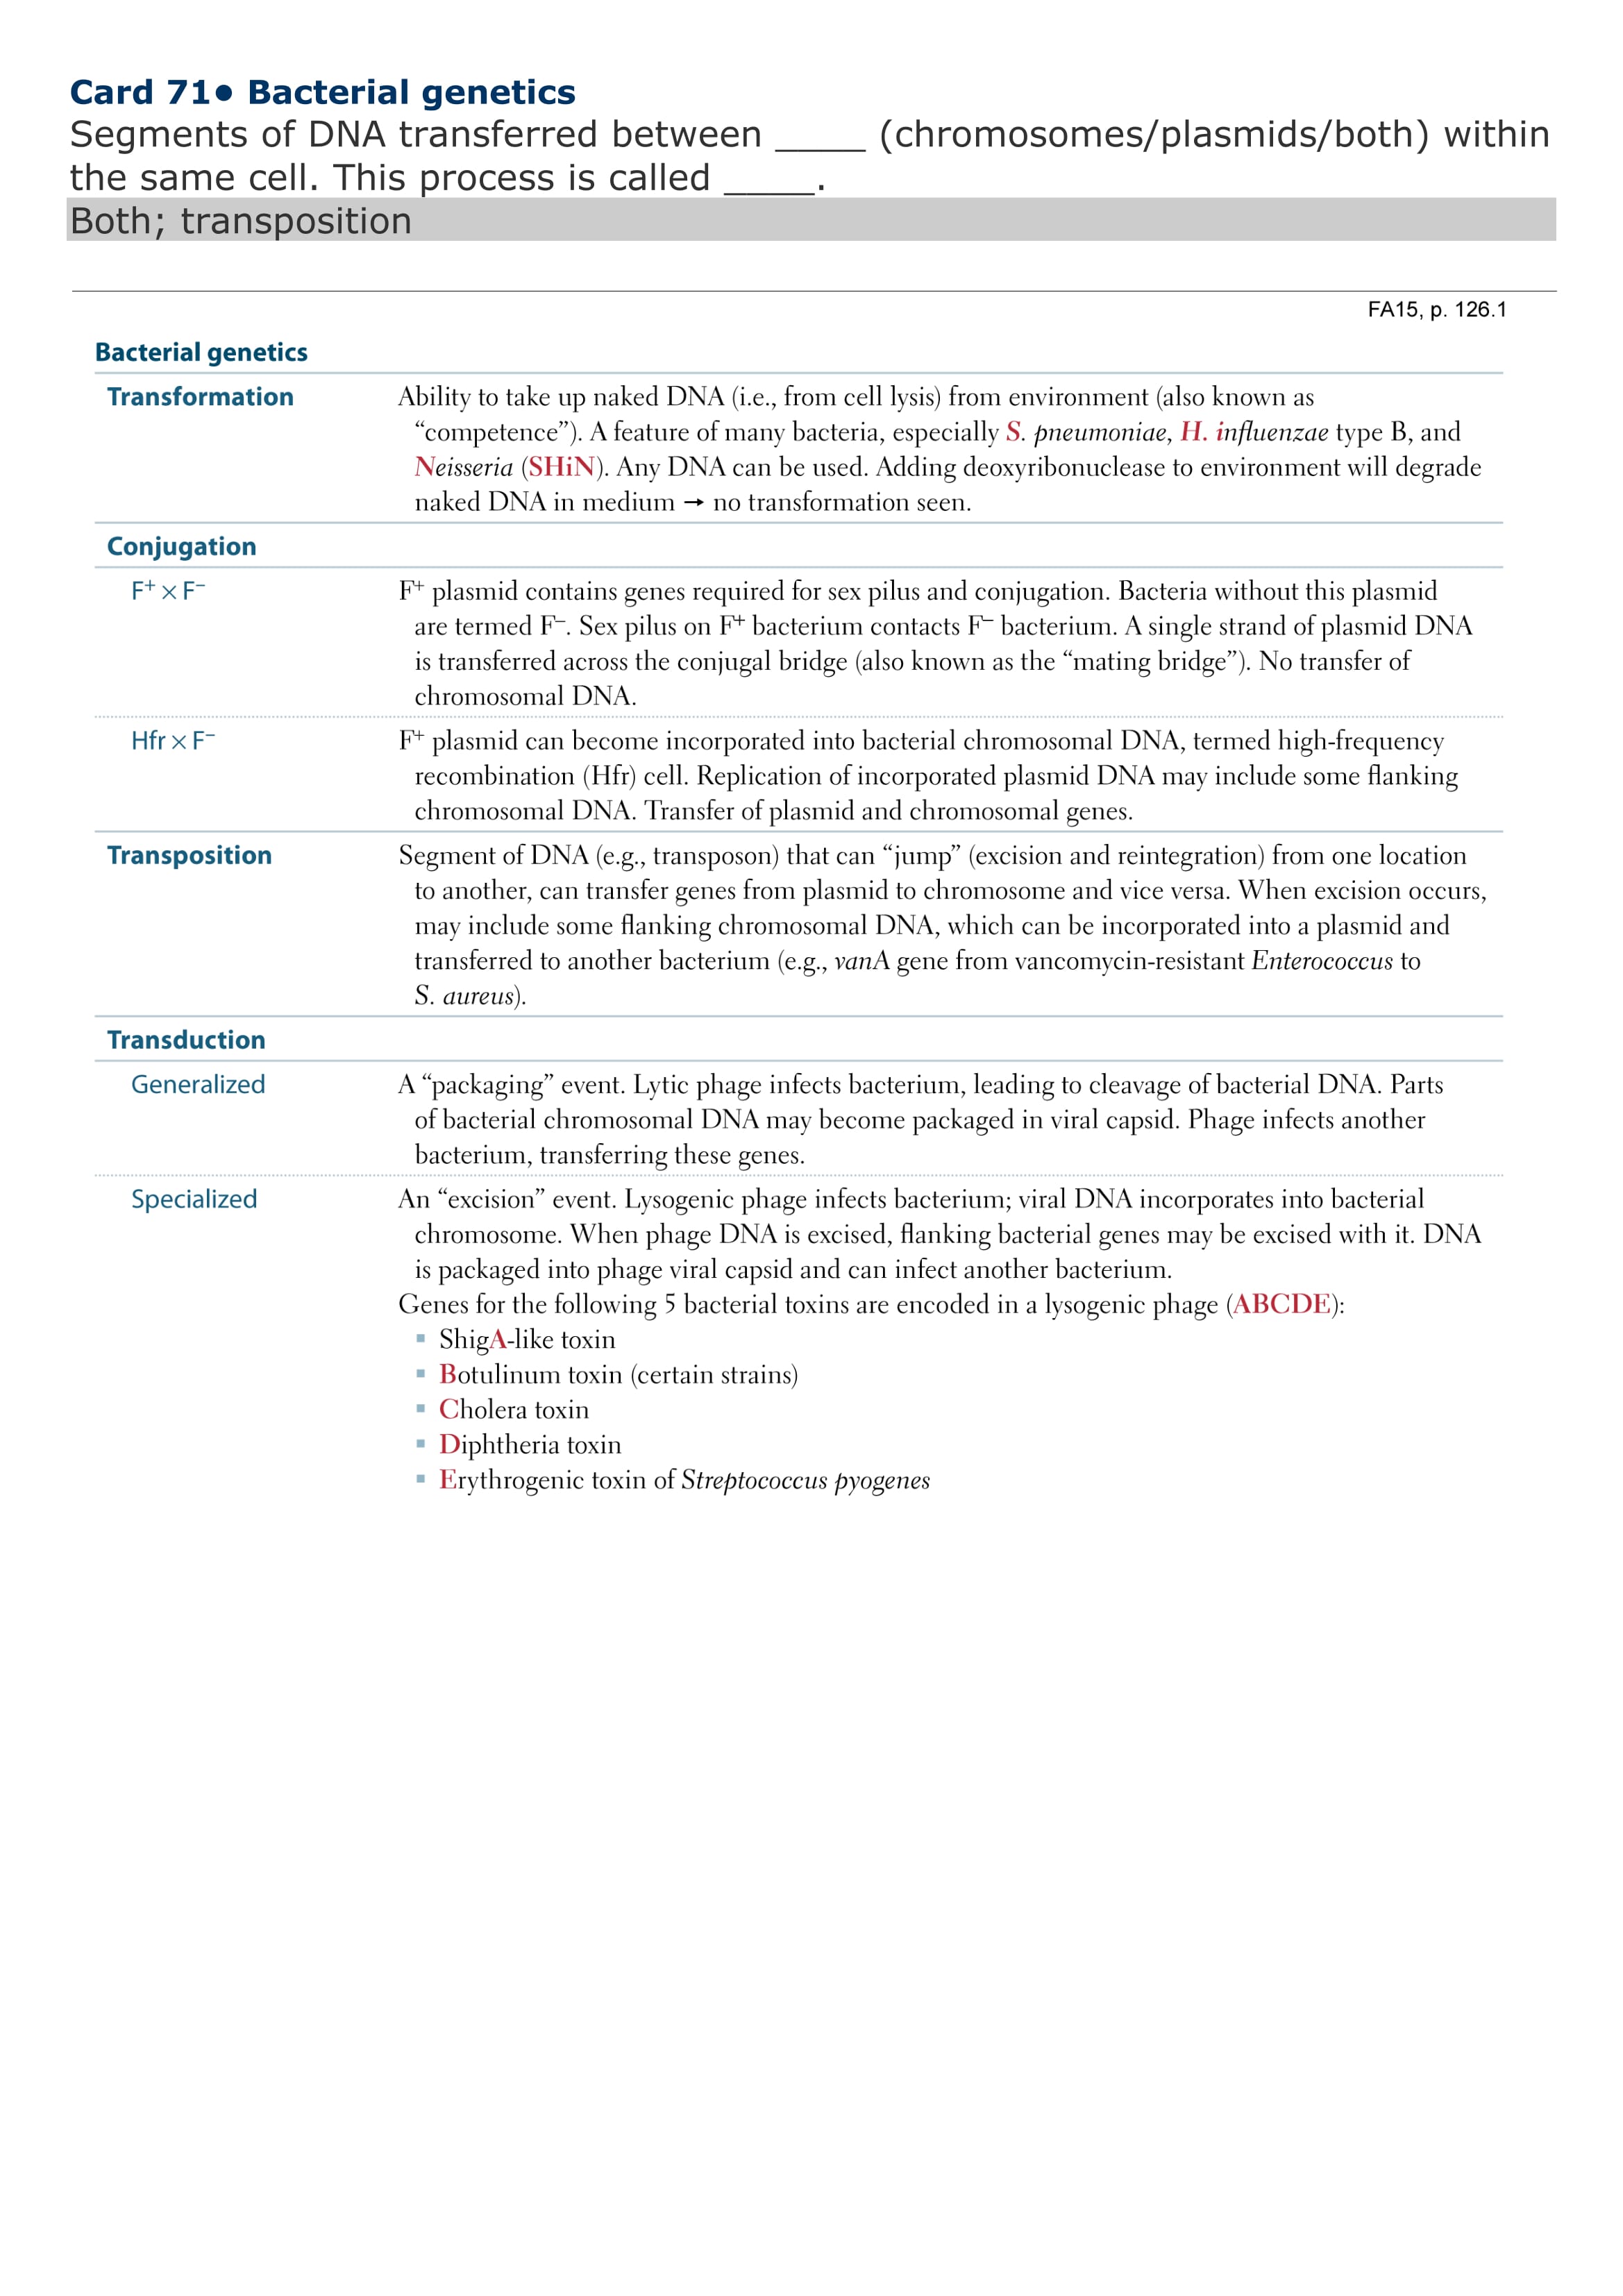 Card 71● Bacterial genetics
Segments of DNA transferred between ____ (chromosomes/plasmids/both) within
the same cell. This process is called ____.
Both; transposition
FA15, p. 126.1
Bacterial genetics
Transformation
Ability to take up naked DNA (i.e., from cell lysis) from environment (also known as
“competence”). A feature of many bacteria, especially S. pneumoniae, H. influenzae type B, and
Neisseria (SHiN). Any DNA can be used. Adding deoxyribonuclease to environment will degrade
naked DNA in medium → no transformation seen.
Conjugation
F⁺ × F⁻
F⁺ plasmid contains genes required for sex pilus and conjugation. Bacteria without this plasmid
are termed F⁻. Sex pilus on F⁺ bacterium contacts F⁻ bacterium. A single strand of plasmid DNA
is transferred across the conjugal bridge (also known as the “mating bridge”). No transfer of
chromosomal DNA.
Hfr × F⁻
F⁺ plasmid can become incorporated into bacterial chromosomal DNA, termed high-frequency
recombination (Hfr) cell. Replication of incorporated plasmid DNA may include some flanking
chromosomal DNA. Transfer of plasmid and chromosomal genes.
Transposition
Segment of DNA (e.g., transposon) that can “jump” (excision and reintegration) from one location
to another, can transfer genes from plasmid to chromosome and vice versa. When excision occurs,
may include some flanking chromosomal DNA, which can be incorporated into a plasmid and
transferred to another bacterium (e.g., vanA gene from vancomycin-resistant Enterococcus to
S. aureus).
Transduction
Generalized
A “packaging” event. Lytic phage infects bacterium, leading to cleavage of bacterial DNA. Parts
of bacterial chromosomal DNA may become packaged in viral capsid. Phage infects another
bacterium, transferring these genes.
Specialized
An “excision” event. Lysogenic phage infects bacterium; viral DNA incorporates into bacterial
chromosome. When phage DNA is excised, flanking bacterial genes may be excised with it. DNA
is packaged into phage viral capsid and can infect another bacterium.
Genes for the following 5 bacterial toxins are encoded in a lysogenic phage (ABCDE):
▪ ShigA-like toxin
▪ Botulinum toxin (certain strains)
▪ Cholera toxin
▪ Diphtheria toxin
▪ Erythrogenic toxin of Streptococcus pyogenes